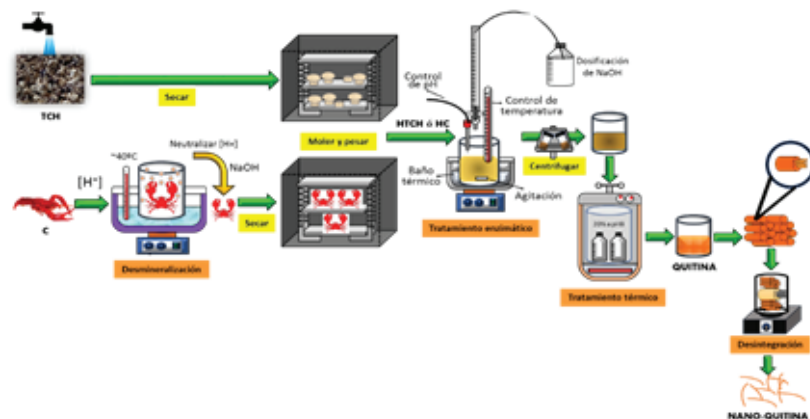 TCH
Secar
Control
de pH
Dosificación
de NaOH
Control de
temperatura
Moler y pesar
HTCH ó HC
Baño
térmico
Agitación
Centrifugar
Tratamiento enzimático
~40ºC
Neutralizar [H+]
NaOH
[H⁺]
C
Secar
Desmineralización
QUITINA
Tratamiento térmico
Desintegración
NANO-QUITINA